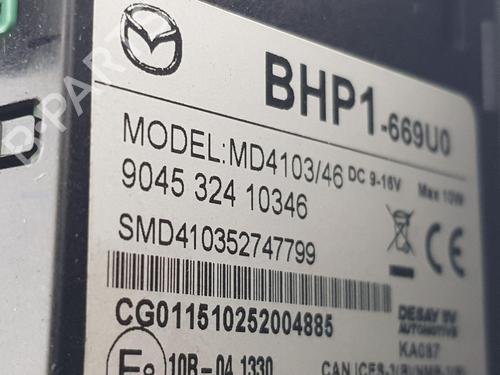 BHP1-669U0
MODEL:MD4103/46 DC 9-16V Max 10W
9045 324 10346
SMD410352747799
CG011510252004885
DESAY SV
AUTOMOTIVE
KA087
10R-04 1330
B-PARTS